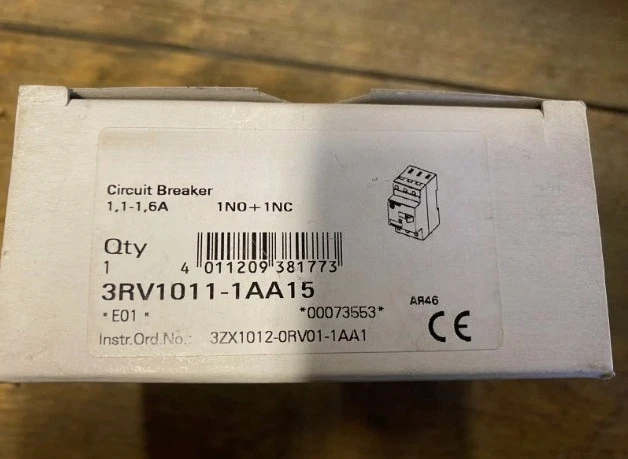 Circuit Breaker
1,1-1,6A 1NO+1NC
Qty
1 4 011209 381773
3RV1011-1AA15
*E01 * *00073553* AR46
CE
Instr.Ord.No.: 3ZX1012-0RV01-1AA1